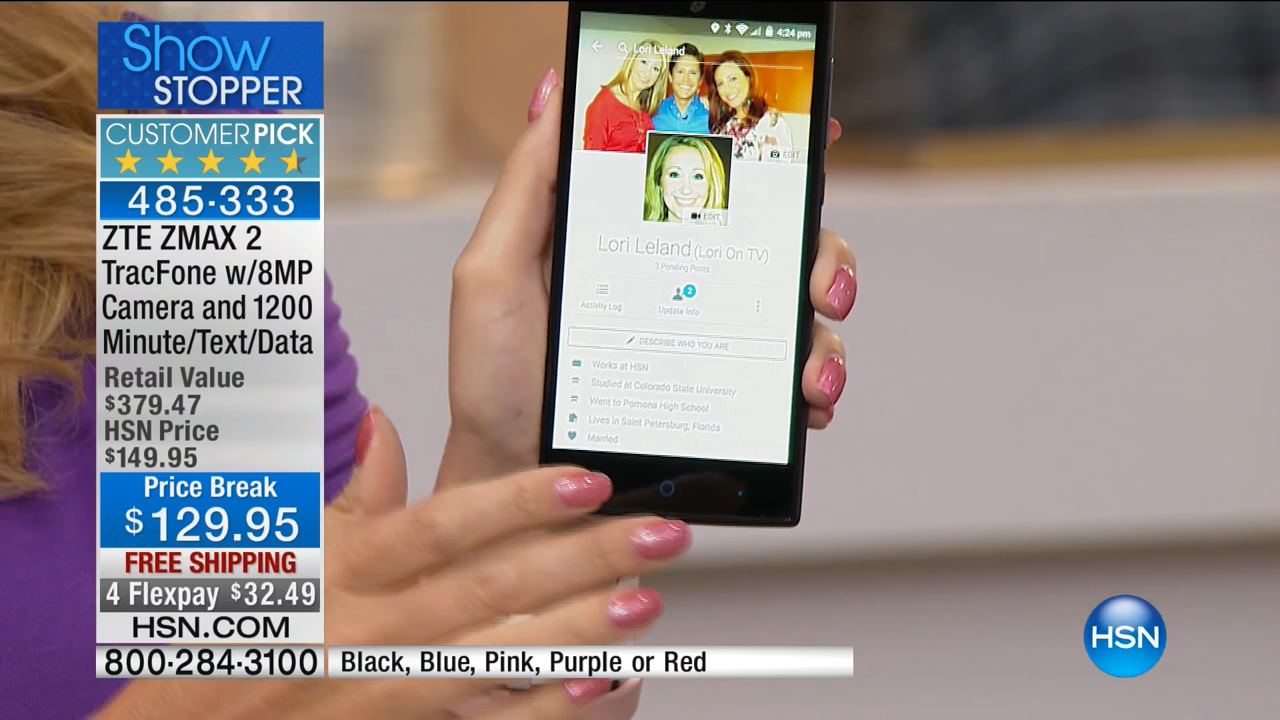 Show
STOPPER
CUSTOMER PICK
485-333
ZTE ZMAX 2
TracFone w/8MP
Camera and 1200
Minute/Text/Data
Retail Value
$379.47
HSN Price
$149.95
Price Break
$129.95
FREE SHIPPING
4 Flexpay $32.49
HSN.COM
800-284-3100
Black, Blue, Pink, Purple or Red
4:24 pm
Lori Leland
EDIT
EDIT
Lori Leland (Lori On TV)
3 Pending Posts
2
Activity Log
Update Info
DESCRIBE WHO YOU ARE
Works at HSN
Studied at Colorado State University
Went to Pomona High School
Lives in Saint Petersburg, Florida
Married
HSN